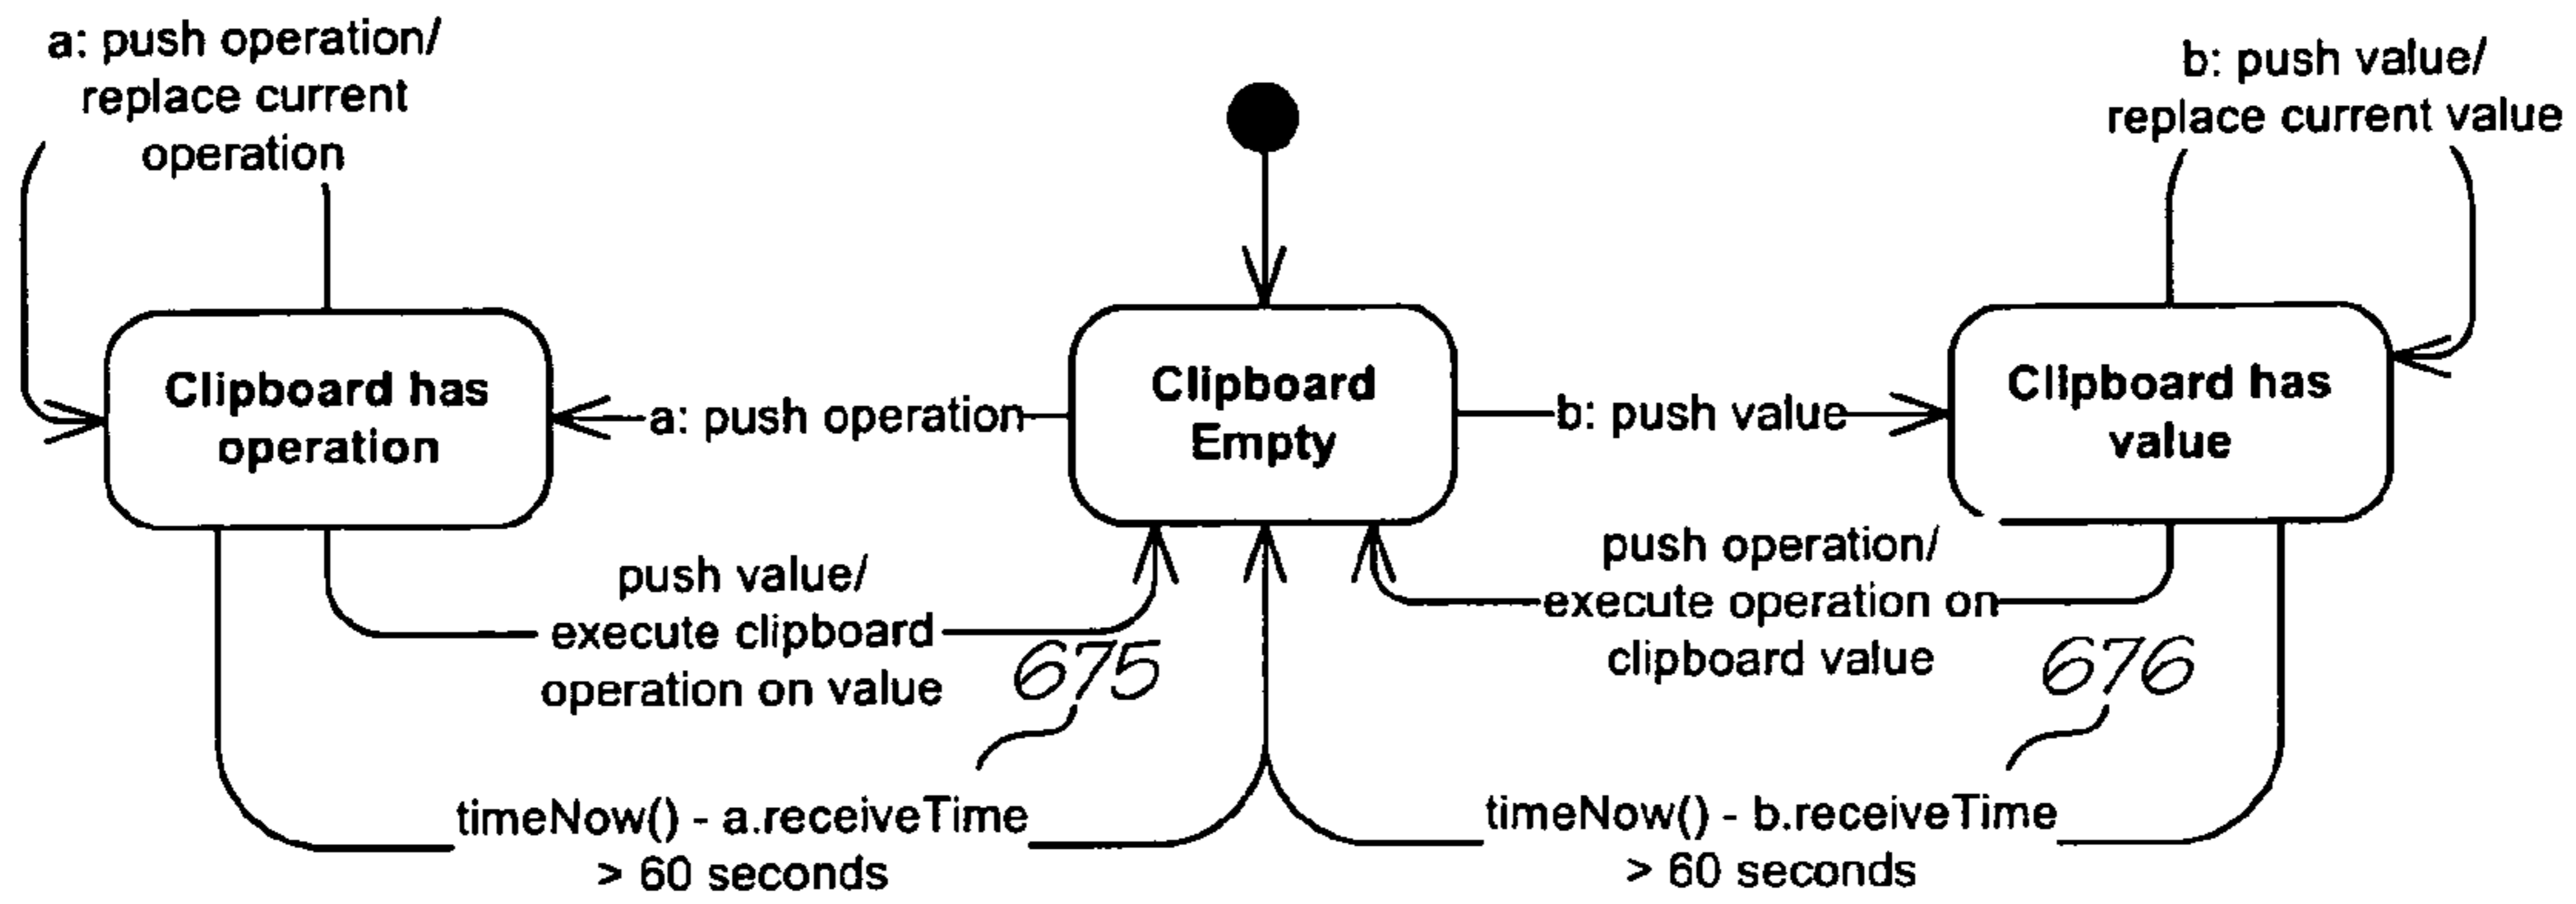 a: push operation/
replace current
operation
b: push value/
replace current value
Clipboard has
operation
a: push operation
Clipboard
Empty
b: push value
Clipboard has
value
push value/
execute clipboard
operation on value
675
push operation/
execute operation on
clipboard value
676
timeNow() - a.receiveTime
> 60 seconds
timeNow() - b.receiveTime
> 60 seconds